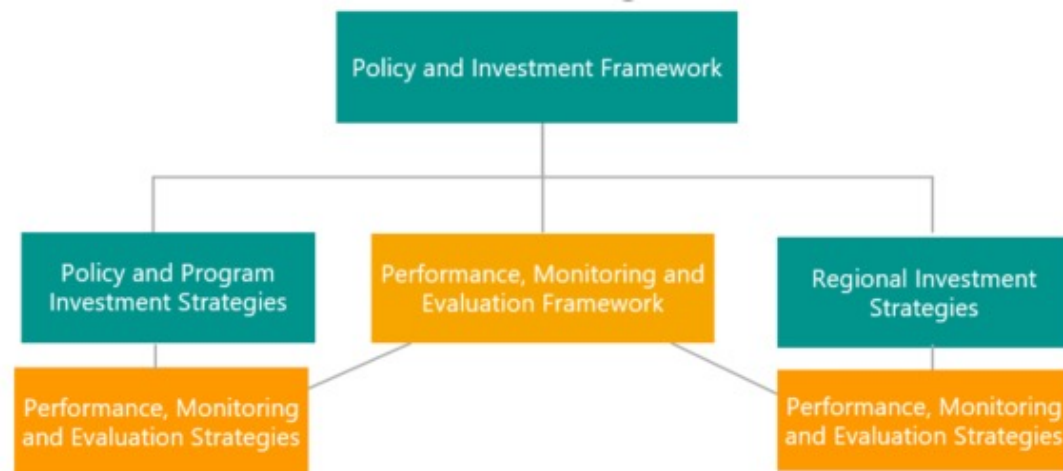 Policy and Investment Framework
Policy and Program
Investment Strategies
Performance, Monitoring and
Evaluation Framework
Regional Investment
Strategies
Performance, Monitoring
and Evaluation Strategies
Performance, Monitoring
and Evaluation Strategies